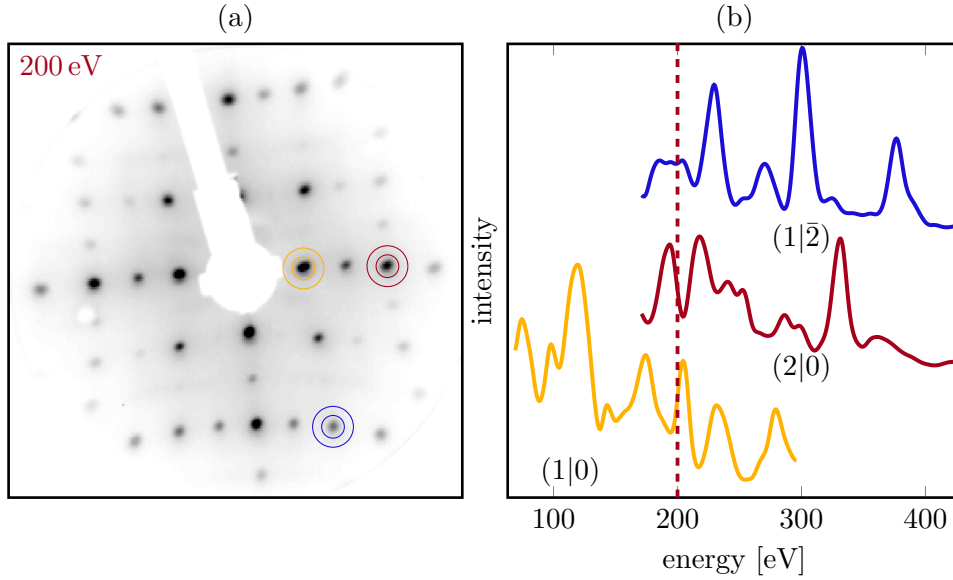 (a)
(b)
200 eV
intensity
(1|2̄)
(2|0)
(1|0)
100
200
300
400
energy [eV]